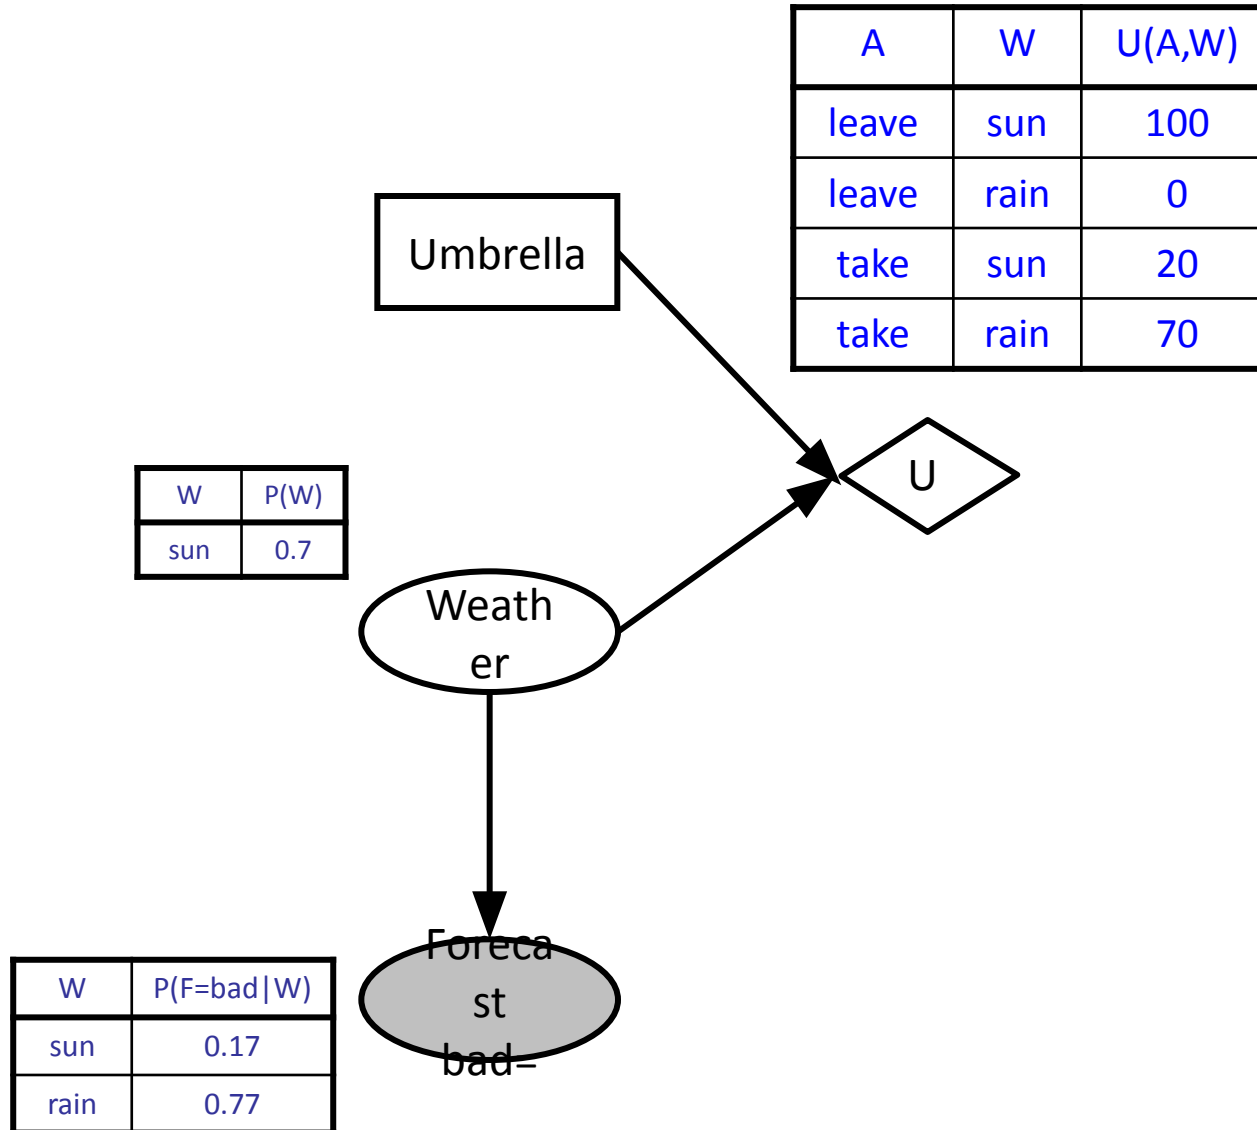 A W U(A,W)
leave sun 100
leave rain 0
take sun 20
take rain 70
Umbrella
U
W P(W)
sun 0.7
Weath
er
Foreca
st
bad=
W P(F=bad|W)
sun 0.17
rain 0.77